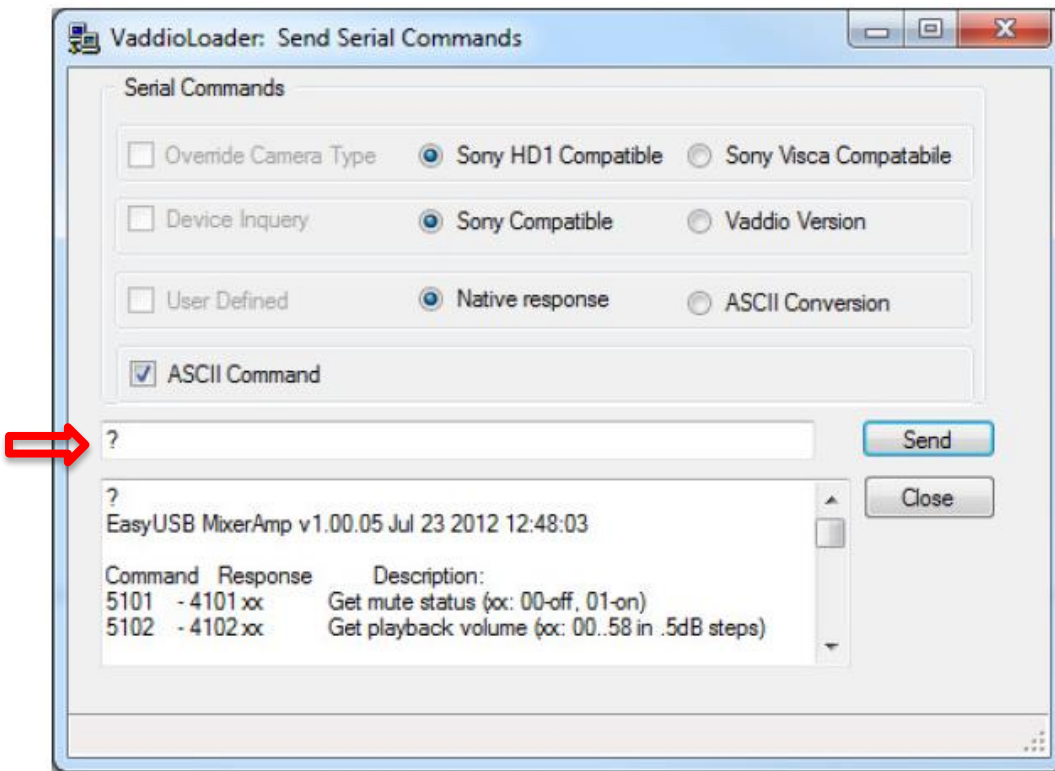 VaddioLoader: Send Serial Commands
Serial Commands
Override Camera Type Sony HD1 Compatible Sony Visca Compatabile
Device Inquery Sony Compatible Vaddio Version
User Defined Native response ASCII Conversion
ASCII Command
? Send
? Close
EasyUSB MixerAmp v1.00.05 Jul 23 2012 12:48:03
Command Response Description:
5101 - 4101 xx Get mute status (xx: 00-off, 01-on)
5102 - 4102 xx Get playback volume (xx: 00..58 in .5dB steps)